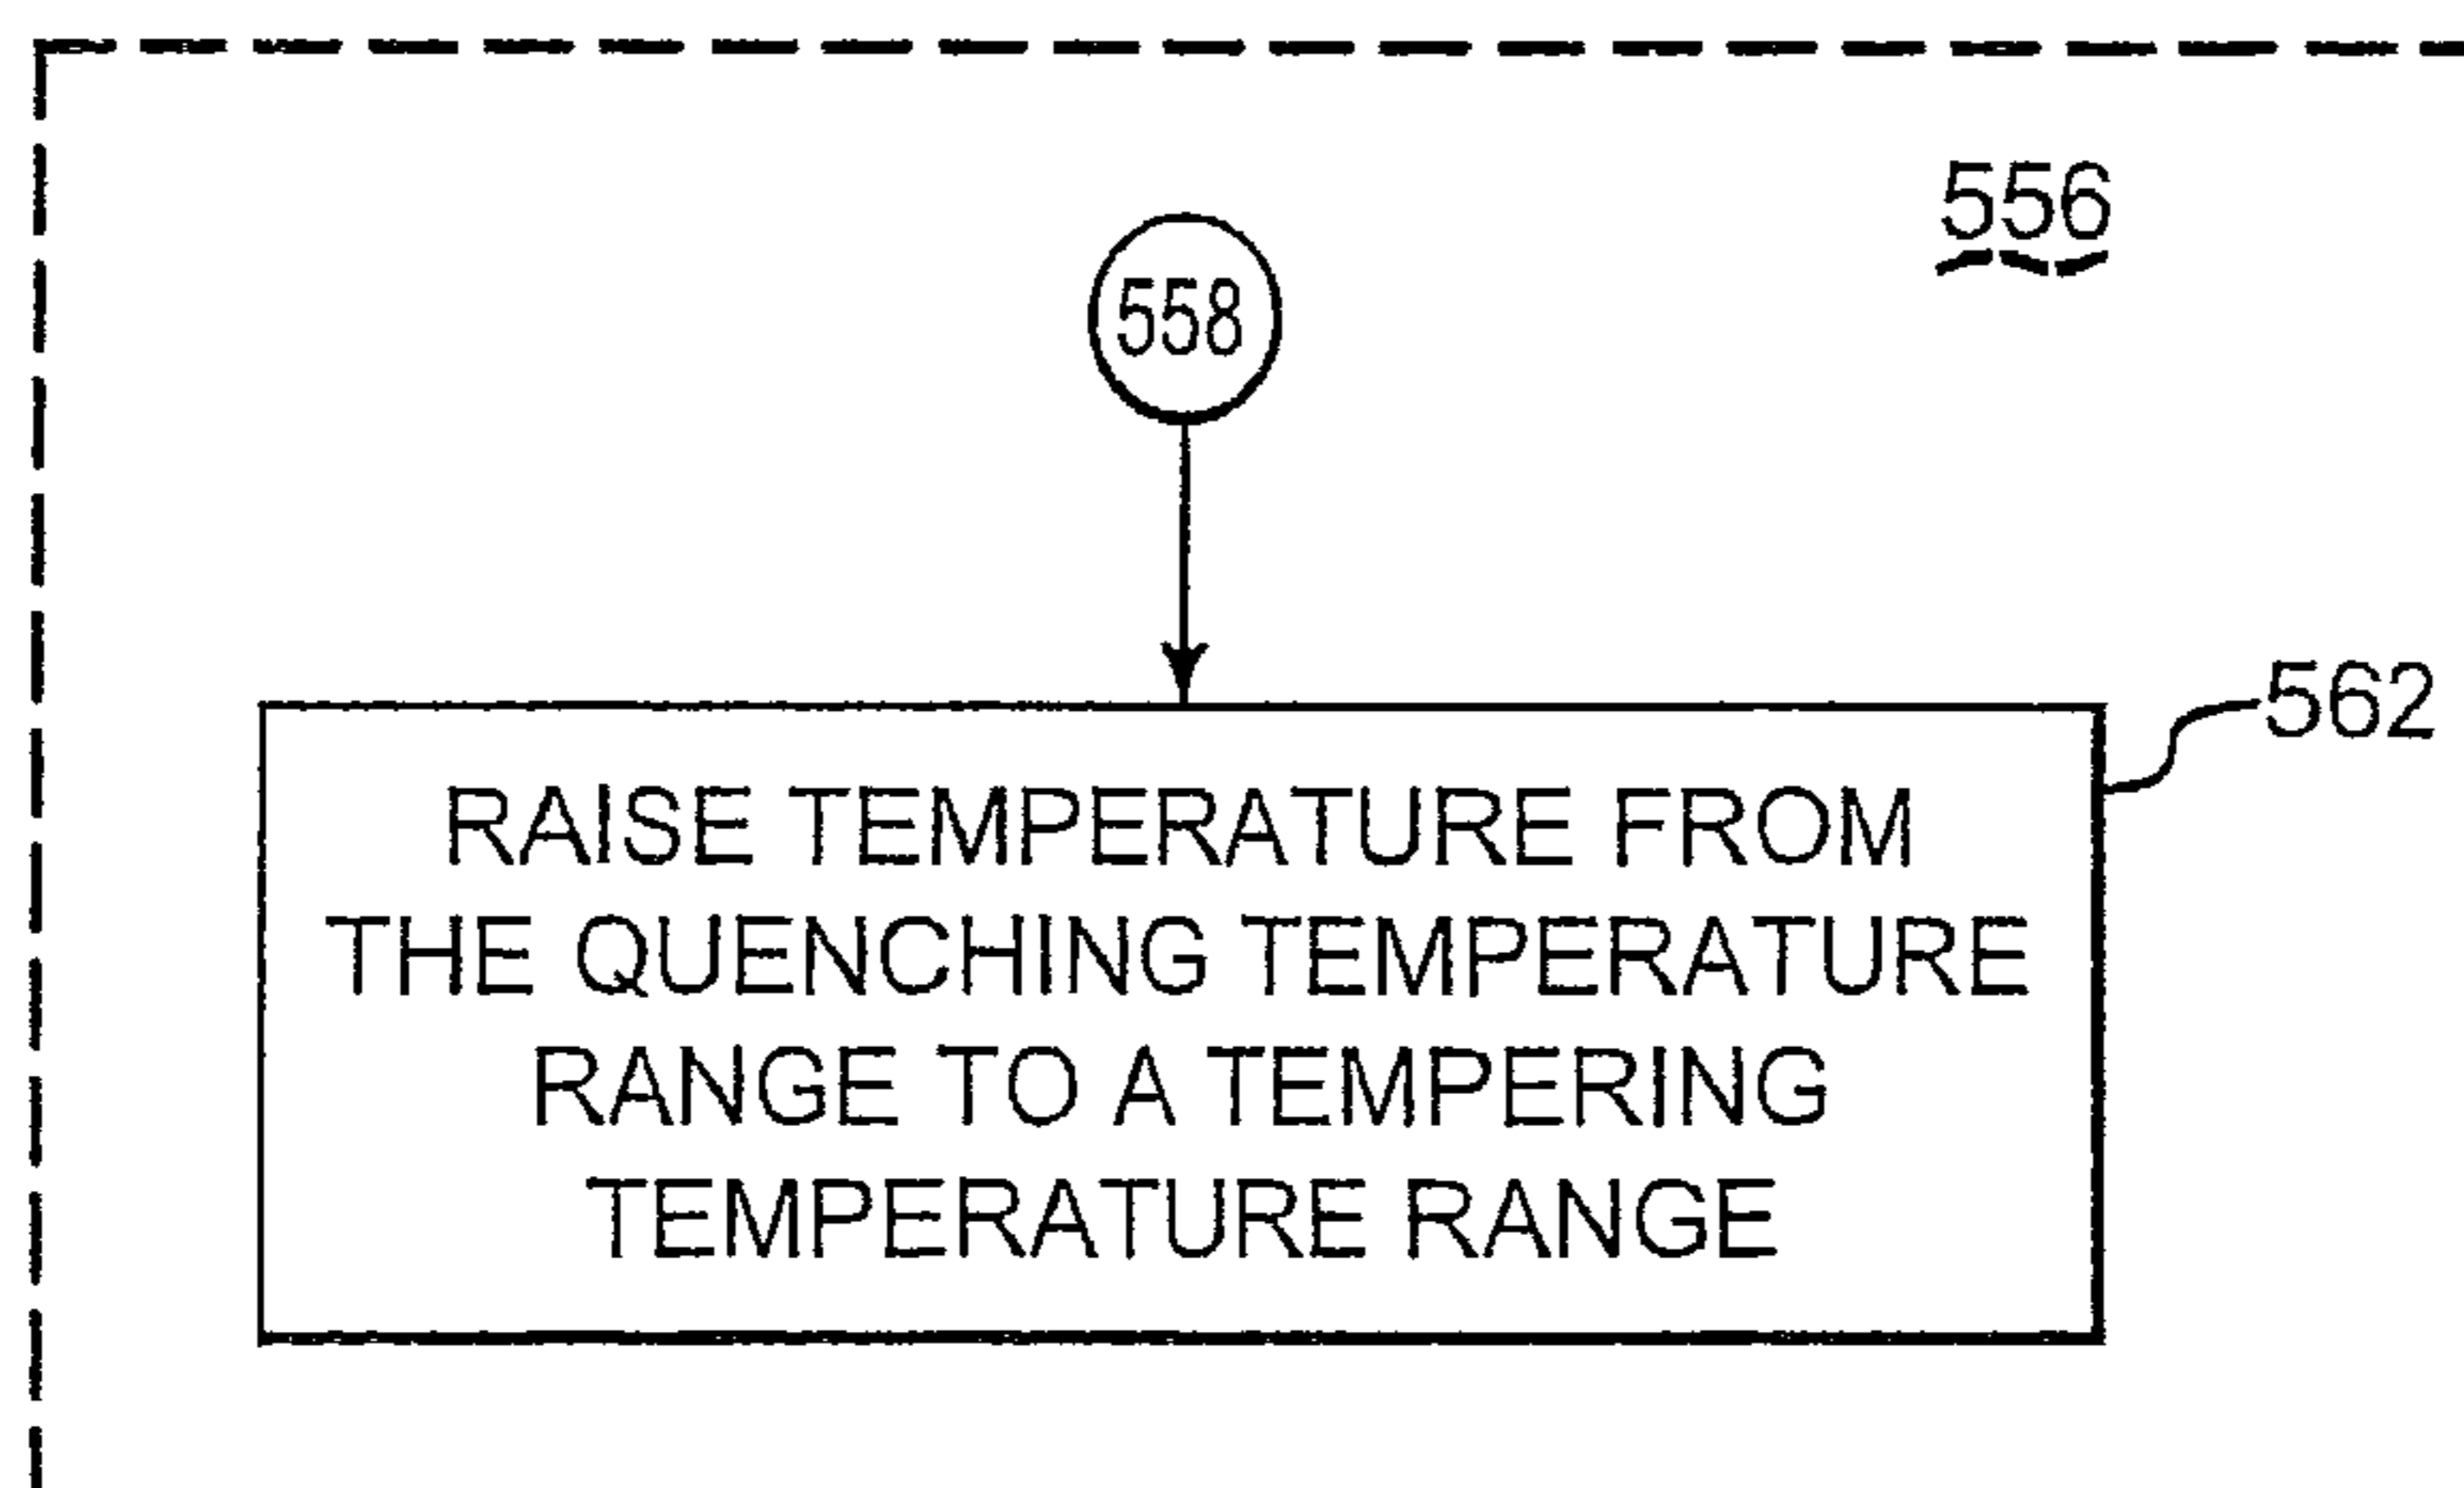 556
558
562
RAISE TEMPERATURE FROM
THE QUENCHING TEMPERATURE
RANGE TO A TEMPERING
TEMPERATURE RANGE